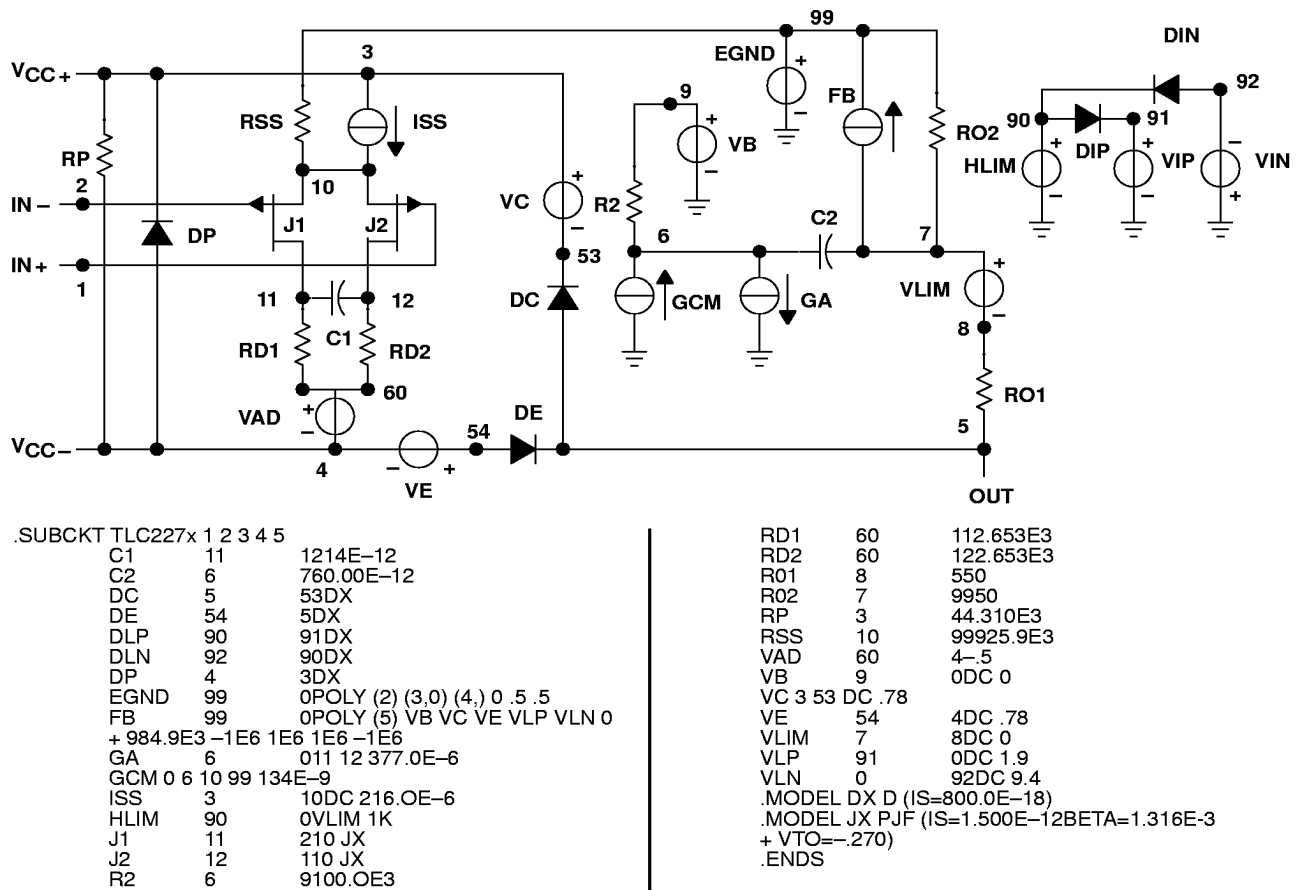 99
3
DIN
VCC+
EGND
+
9
FB
92
RSS
ISS
+
RO2
90
91
RP
VB
DIP
HLIM
VIP
VIN
10
2
IN –
J1
J2
VC
R2
C2
DP
53
6
7
IN+
1
11
12
DC
GCM
GA
VLIM
C1
8
RD1
RD2
60
VAD
RO1
DE
54
5
VCC–
4
VE
OUT
.SUBCKT TLC227x 1 2 3 4 5
C1 11 1214E–12
C2 6 760.00E–12
DC 5 53DX
DE 54 5DX
DLP 90 91DX
DLN 92 90DX
DP 4 3DX
EGND 99 0POLY (2) (3,0) (4,) 0 .5 .5
FB 99 0POLY (5) VB VC VE VLP VLN 0
+ 984.9E3 –1E6 1E6 1E6 –1E6
GA 6 011 12 377.0E–6
GCM 0 6 10 99 134E–9
ISS 3 10DC 216.OE–6
HLIM 90 0VLIM 1K
J1 11 210 JX
J2 12 110 JX
R2 6 9100.OE3
RD1 60 112.653E3
RD2 60 122.653E3
R01 8 550
R02 7 9950
RP 3 44.310E3
RSS 10 99925.9E3
VAD 60 4–.5
VB 9 0DC 0
VC 3 53 DC .78
VE 54 4DC .78
VLIM 7 8DC 0
VLP 91 0DC 1.9
VLN 0 92DC 9.4
.MODEL DX D (IS=800.0E–18)
.MODEL JX PJF (IS=1.500E–12BETA=1.316E-3
+ VTO=–.270)
.ENDS